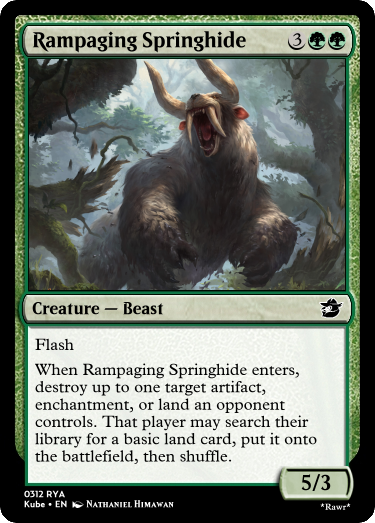 Rampaging Springhide 3
Creature — Beast
Flash
When Rampaging Springhide enters,
destroy up to one target artifact,
enchantment, or land an opponent
controls. That player may search their
library for a basic land card, put it onto
the battlefield, then shuffle.
5/3
0312 RYA
Kube • EN Nathaniel Himawan
*Rawr*